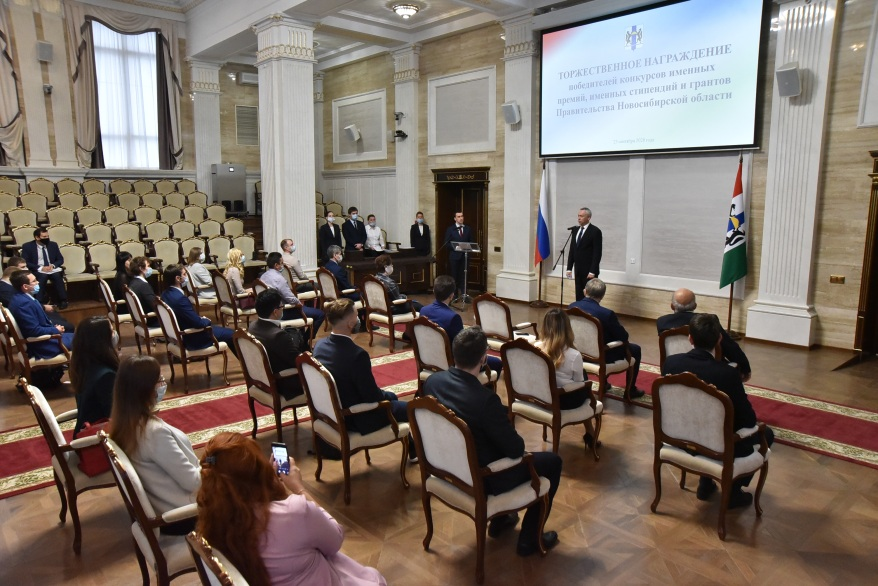 ТОРЖЕСТВЕННОЕ НАГРАЖДЕНИЕ
победителей конкурсов именных
премий, именных стипендий и грантов
Правительства Новосибирской области